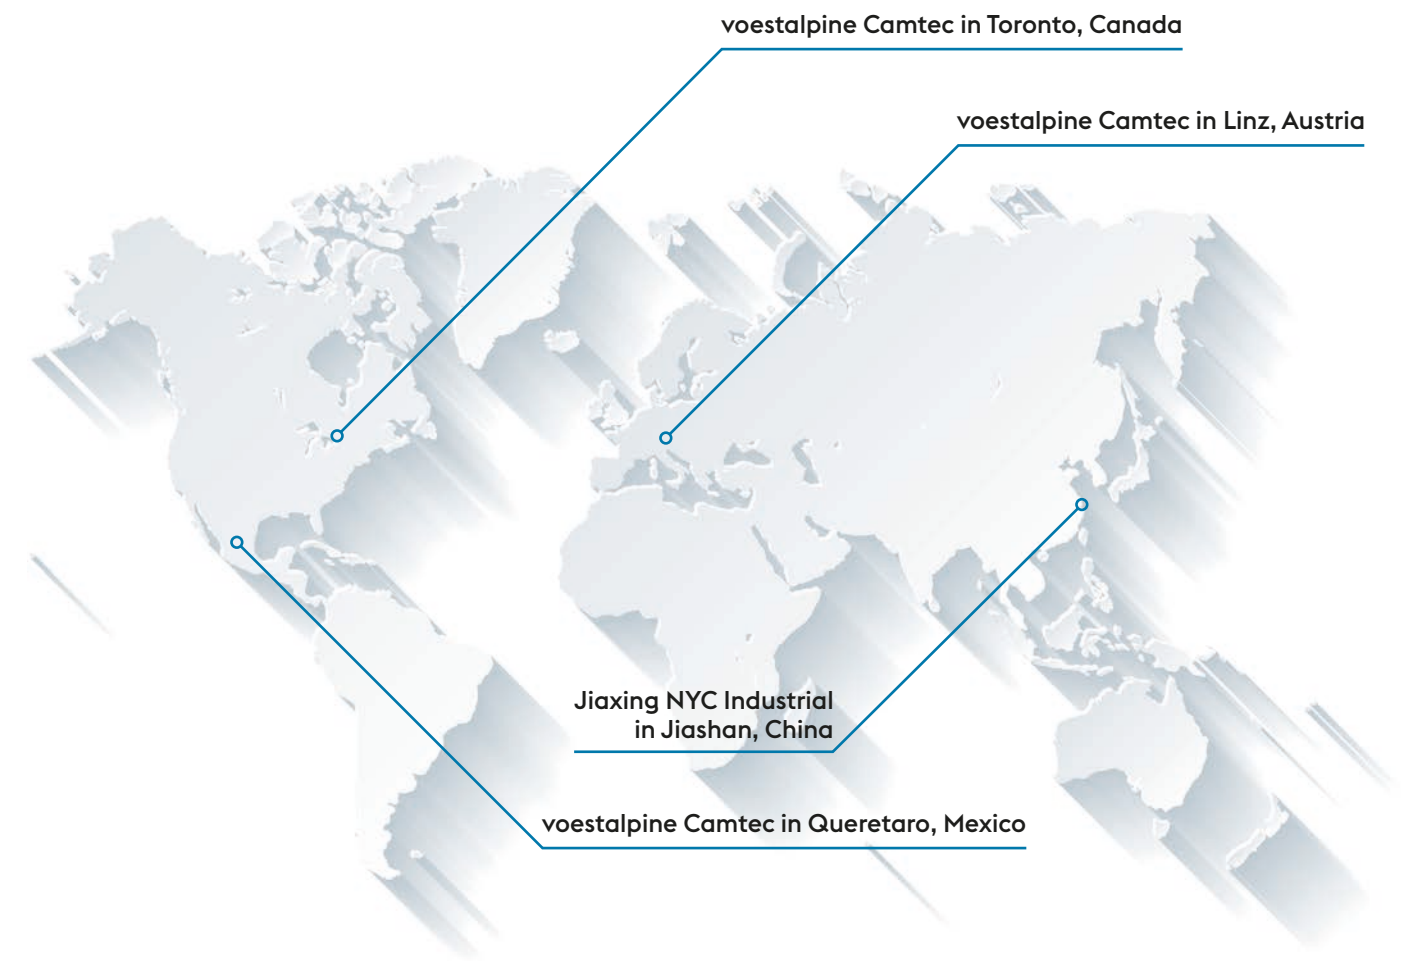 voestalpine Camtec in Toronto, Canada
voestalpine Camtec in Linz, Austria
Jiaxing NYC Industrial
in Jiashan, China
voestalpine Camtec in Queretaro, Mexico